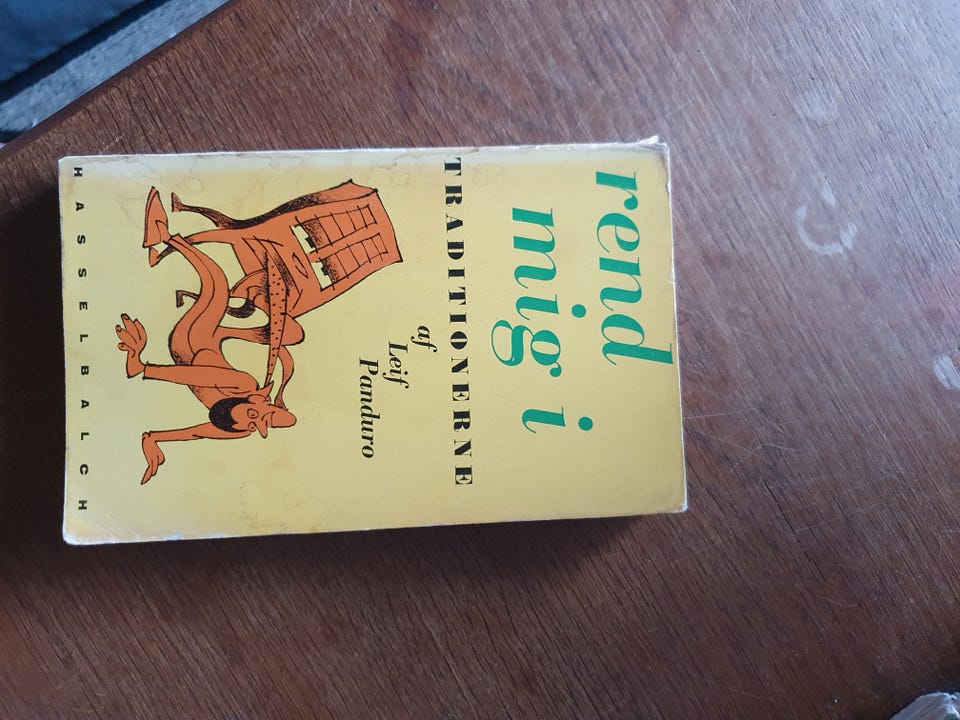 rend
mig i
TRADITIONERNE
af
Leif
Panduro
HASSELBALCH